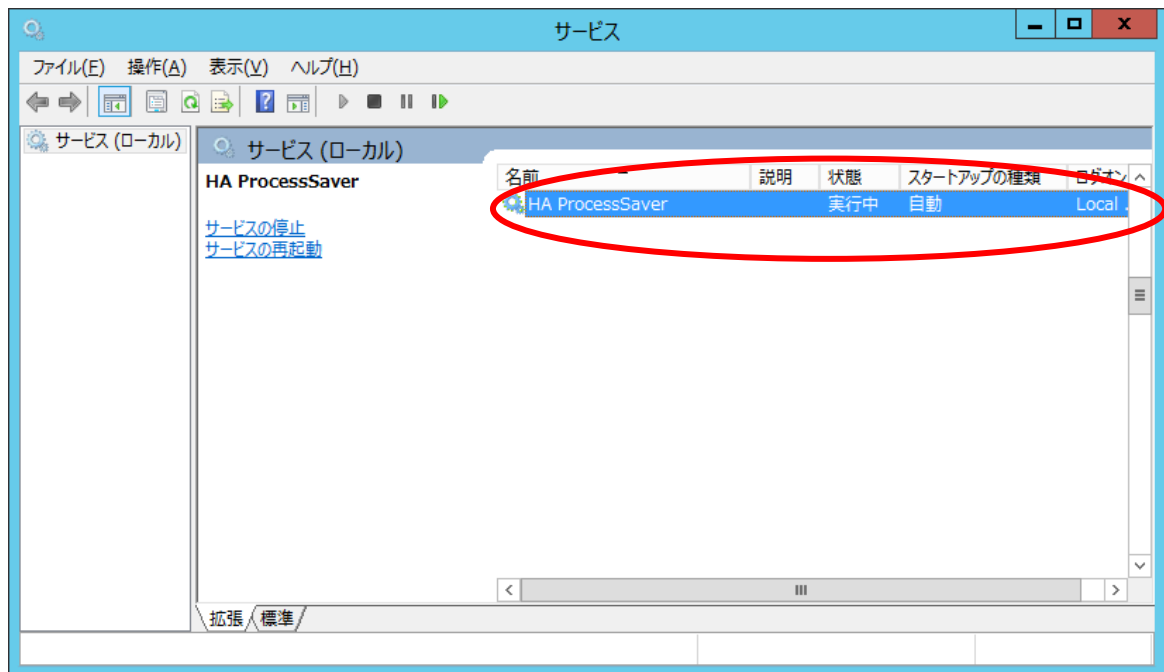 サービス
ファイル(F) 操作(A) 表示(V) ヘルプ(H)
サービス (ローカル)
サービス (ローカル)
HA ProcessSaver
サービスの停止
サービスの再起動
名前 説明 状態 スタートアップの種類 ログオン
HA ProcessSaver 実行中 自動 Local .
拡張 標準